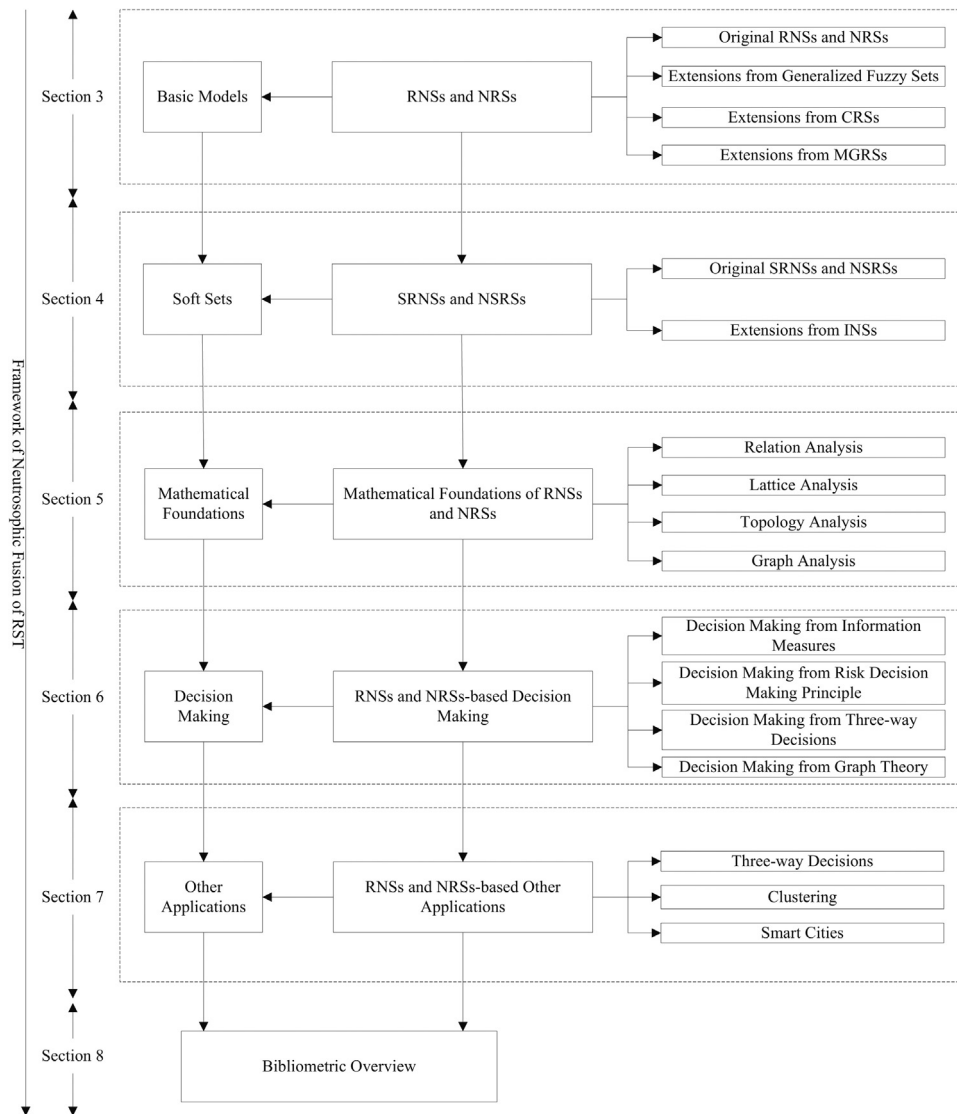 Framework of Neutrosophic Fusion of RST
Section 3
Basic Models
RNSs and NRSs
Original RNSs and NRSs
Extensions from Generalized Fuzzy Sets
Extensions from CRSs
Extensions from MGRSs
Section 4
Soft Sets
SRNSs and NSRSs
Original SRNSs and NSRSs
Extensions from INSs
Section 5
Mathematical
Foundations
Mathematical Foundations of RNSs
and NRSs
Relation Analysis
Lattice Analysis
Topology Analysis
Graph Analysis
Section 6
Decision
Making
RNSs and NRSs-based Decision
Making
Decision Making from Information
Measures
Decision Making from Risk Decision
Making Principle
Decision Making from Three-way
Decisions
Decision Making from Graph Theory
Section 7
Other
Applications
RNSs and NRSs-based Other
Applications
Three-way Decisions
Clustering
Smart Cities
Section 8
Bibliometric Overview